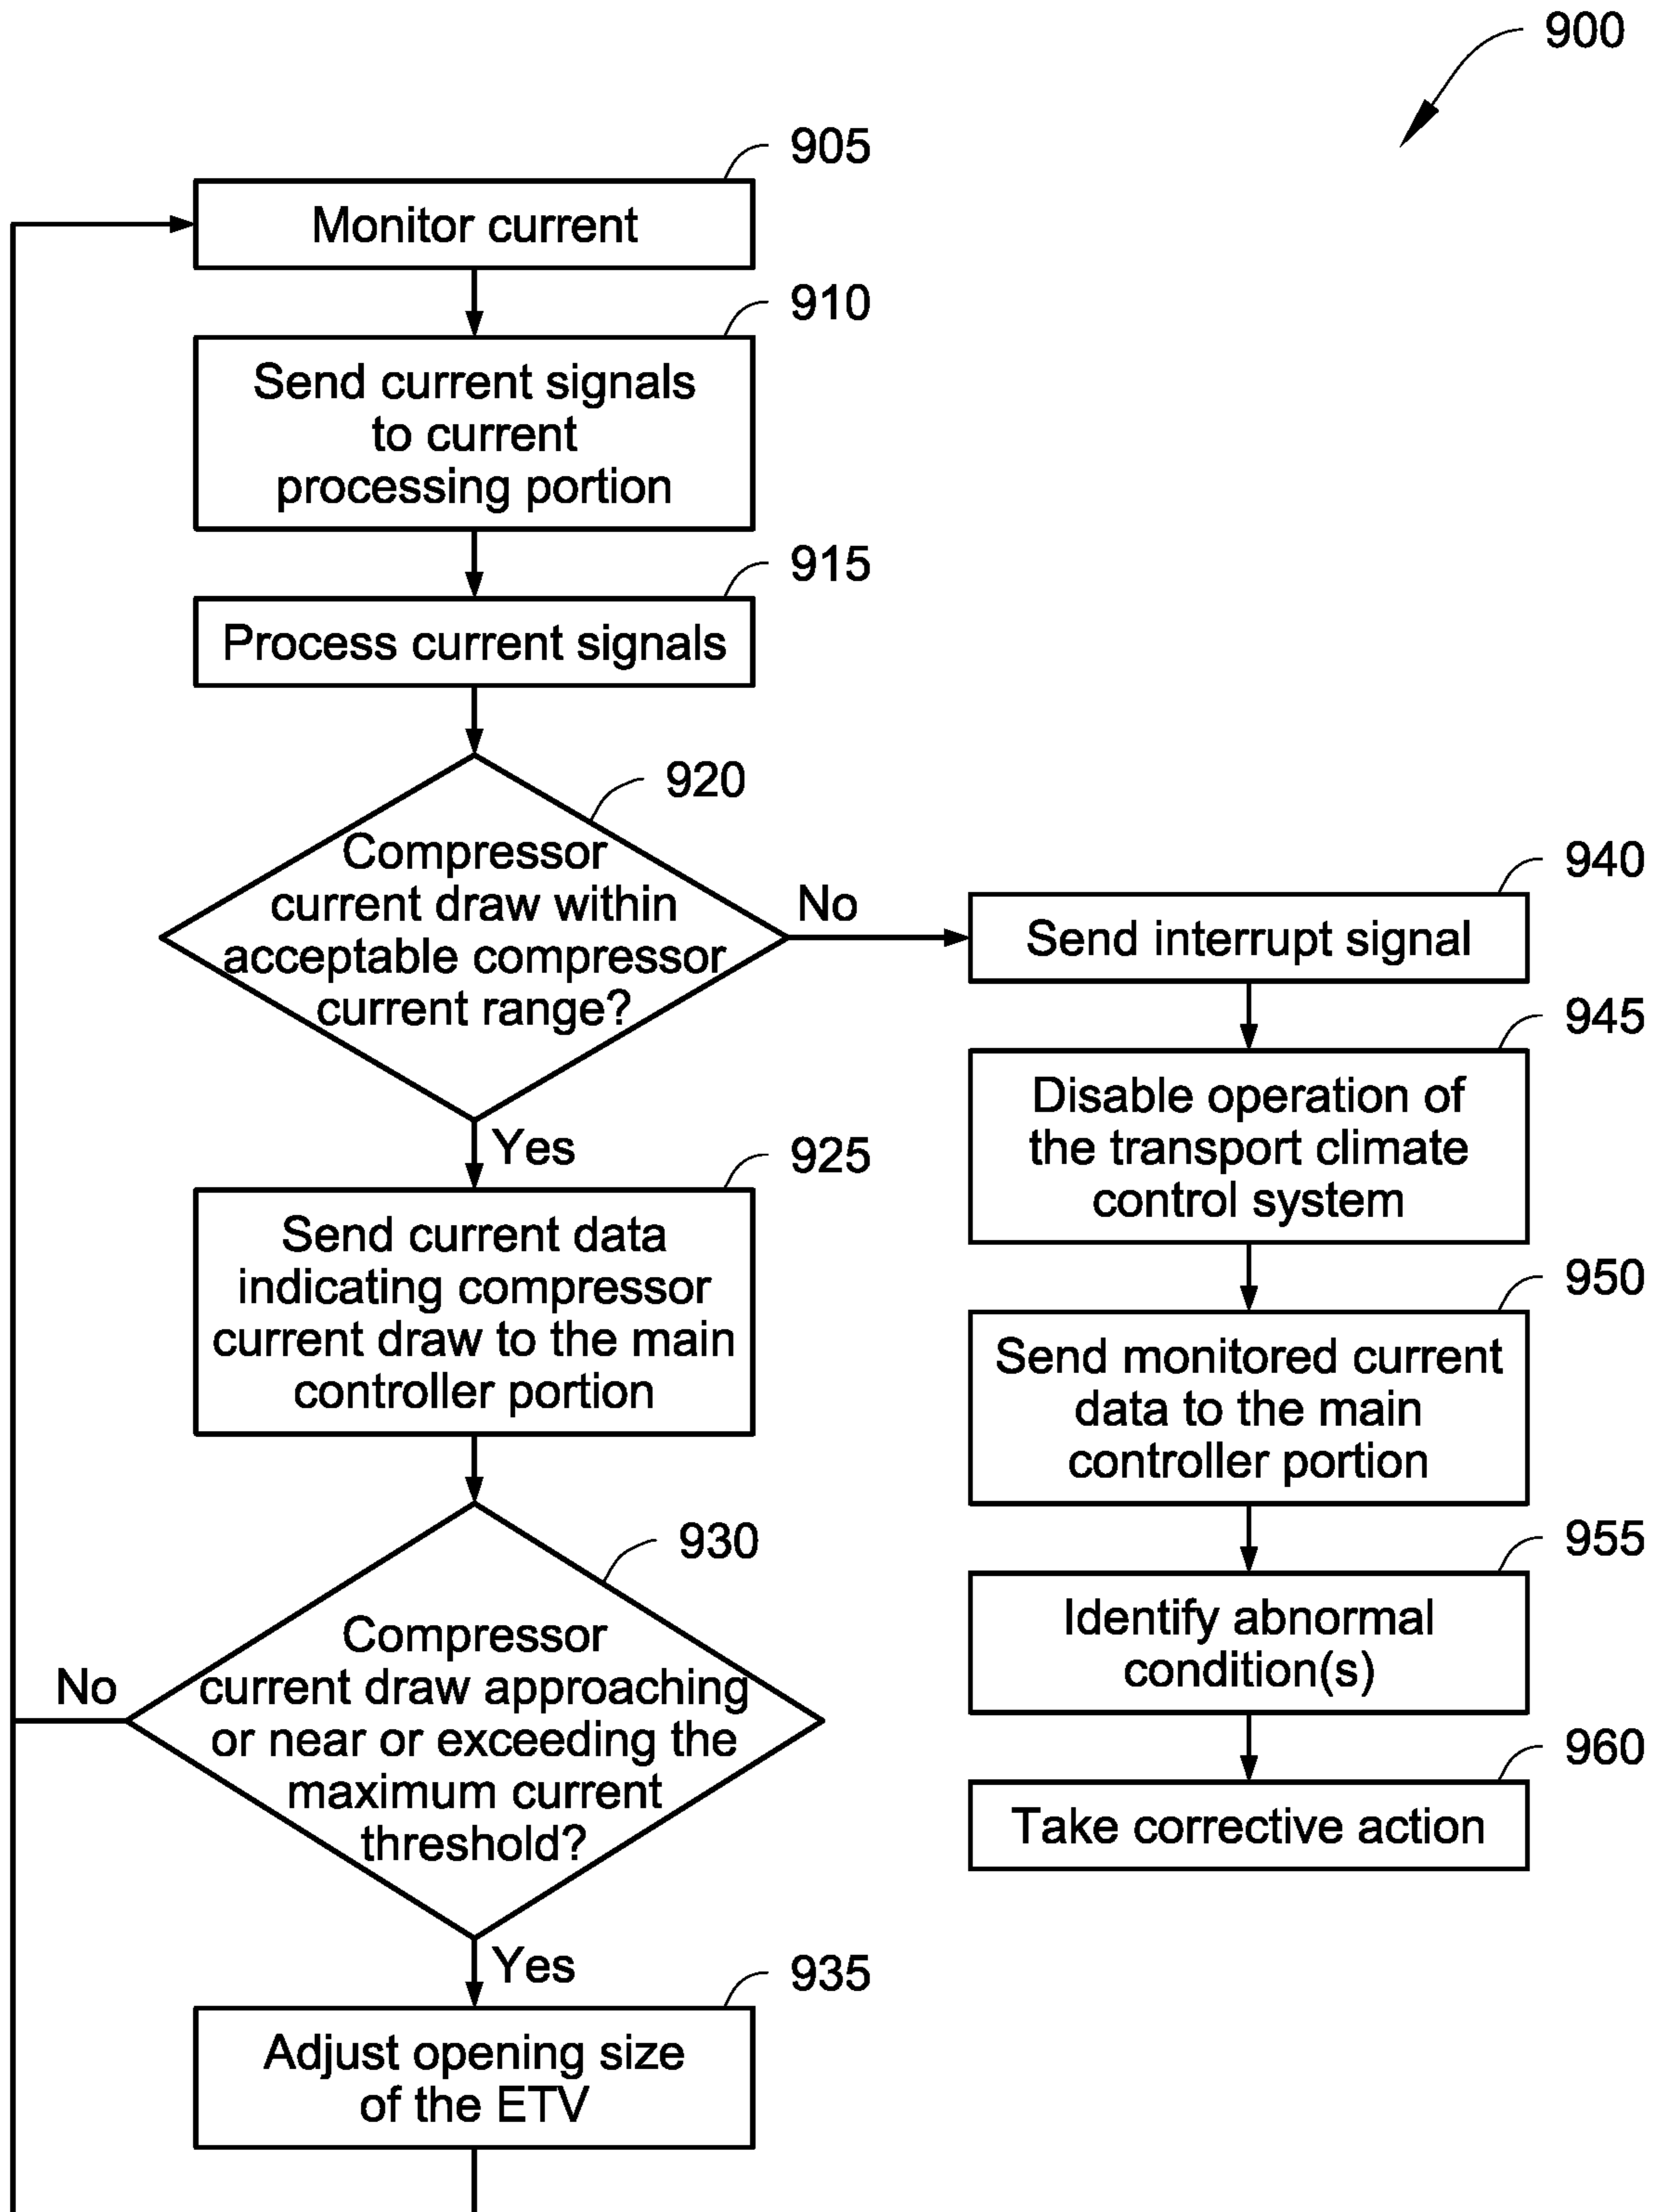 900
905
Monitor current
910
Send current signals
to current
processing portion
915
Process current signals
920
Compressor
current draw within
acceptable compressor
current range?
No
Yes
925
Send current data
indicating compressor
current draw to the main
controller portion
930
Compressor
current draw approaching
or near or exceeding the
maximum current
threshold?
No
Yes
935
Adjust opening size
of the ETV
940
Send interrupt signal
945
Disable operation of
the transport climate
control system
950
Send monitored current
data to the main
controller portion
955
Identify abnormal
condition(s)
960
Take corrective action